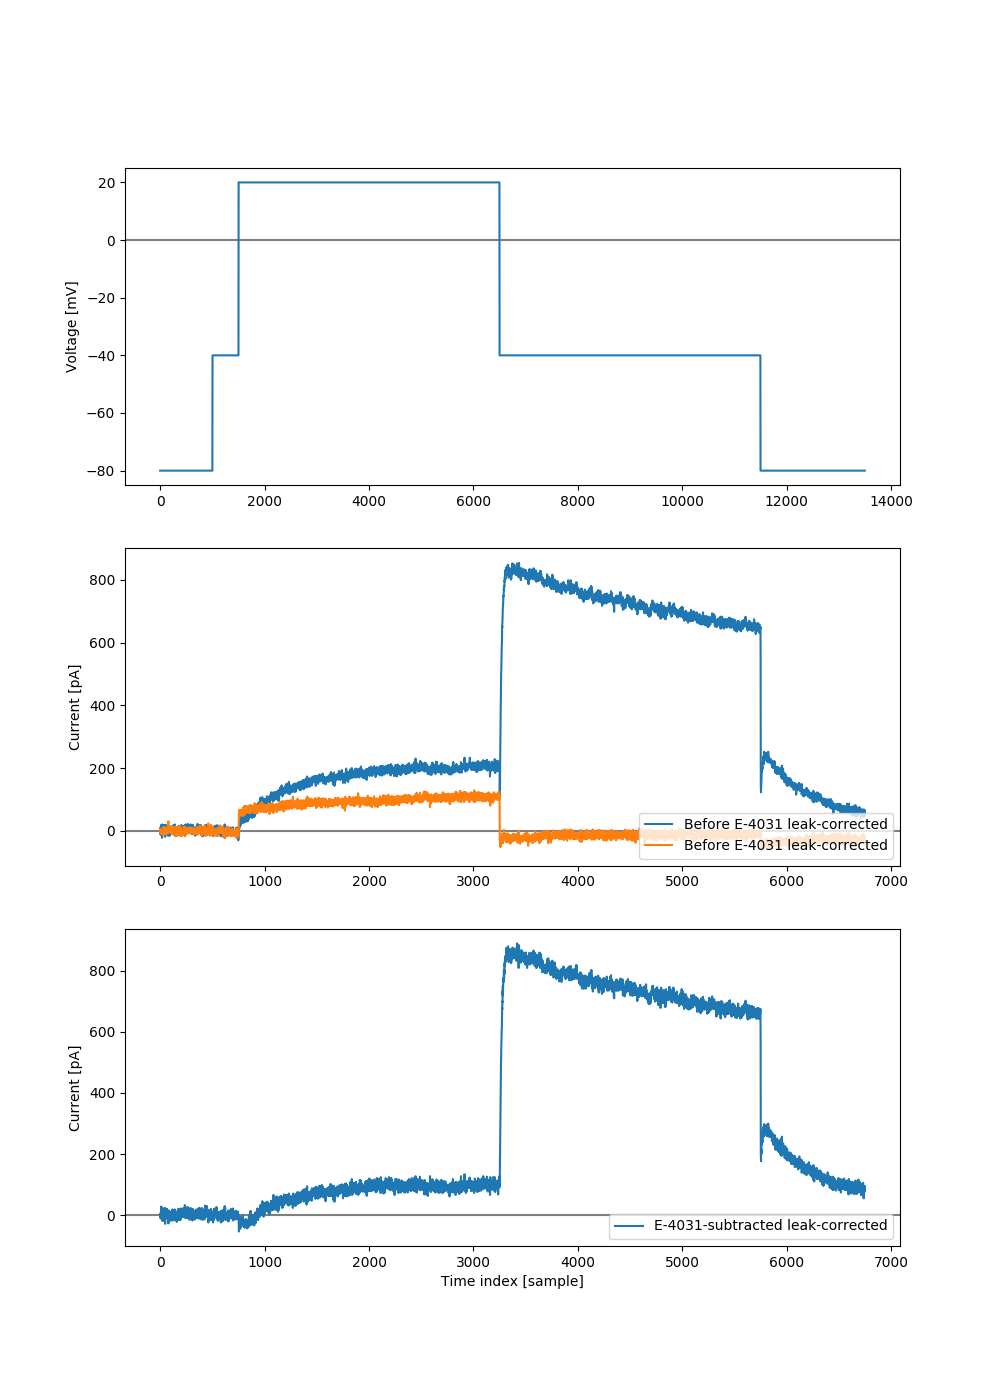 20
0
−20
−40
−60
−80
Voltage [mV]
0 2000 4000 6000 8000 10000 12000 14000
800
600
400
200
0
Current [pA]
Before E-4031 leak-corrected
Before E-4031 leak-corrected
0 1000 2000 3000 4000 5000 6000 7000
800
600
400
200
0
Current [pA]
E-4031-subtracted leak-corrected
0 1000 2000 3000 4000 5000 6000 7000
Time index [sample]